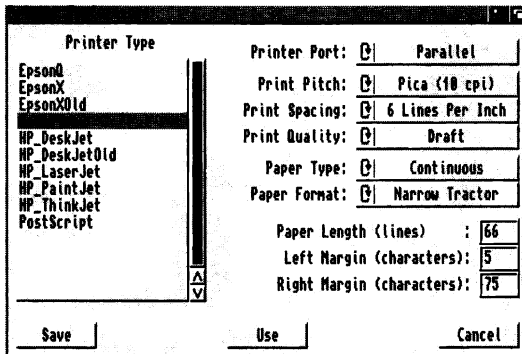 Printer Type
EpsonQ
EpsonX
EpsonXOld
HP_DeskJet
HP_DeskJetOld
HP_LaserJet
HP_PaintJet
HP_ThinkJet
PostScript
Printer Port: Parallel
Print Pitch: Pica (10 cpi)
Print Spacing: 6 Lines Per Inch
Print Quality: Draft
Paper Type: Continuous
Paper Format: Narrow Tractor
Paper Length (lines) : 66
Left Margin (characters): 5
Right Margin (characters): 75
Save Use Cancel